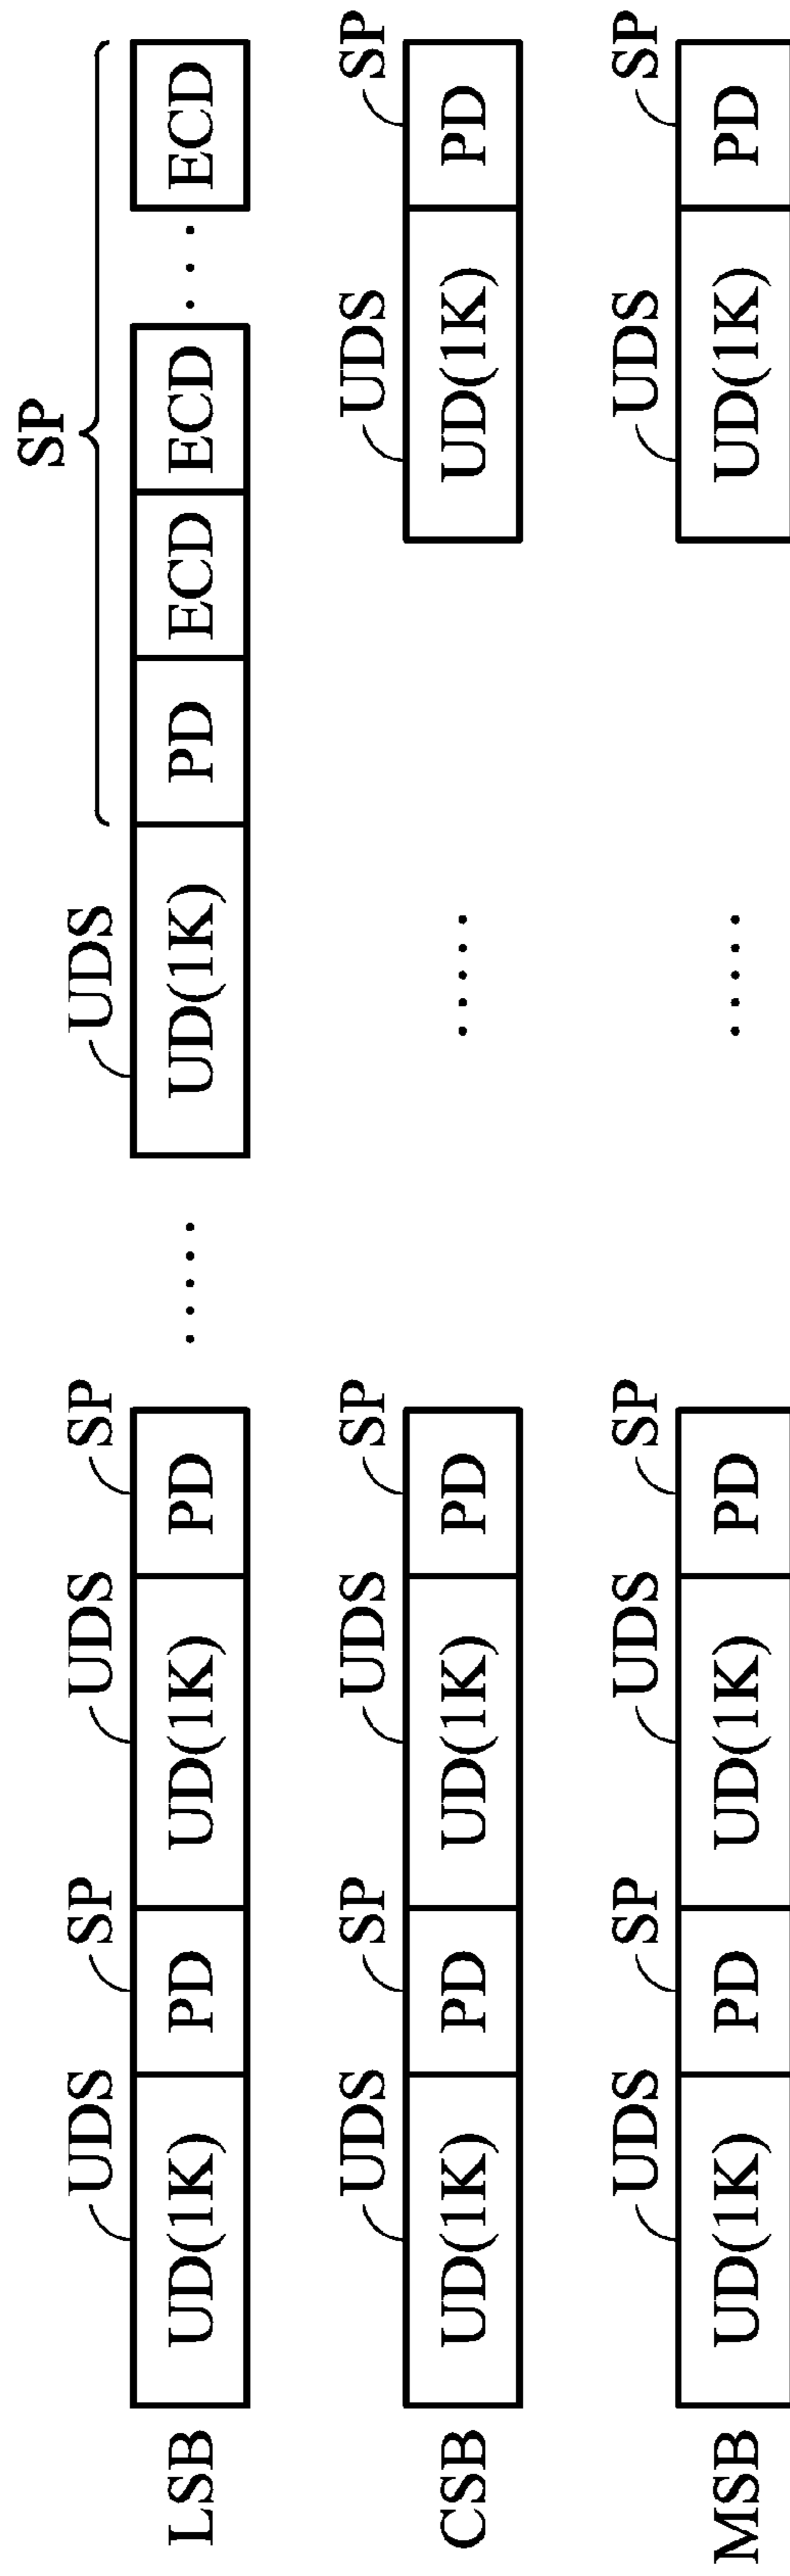 SP
UDS SP UDS SP UDS
LSB UD(1K) PD UD(1K) PD ..... UD(1K) PD ECD ECD ... ECD
UDS SP UDS SP UDS SP
CSB UD(1K) PD UD(1K) PD ..... UD(1K) PD
UDS SP UDS SP UDS SP
MSB UD(1K) PD UD(1K) PD ..... UD(1K) PD